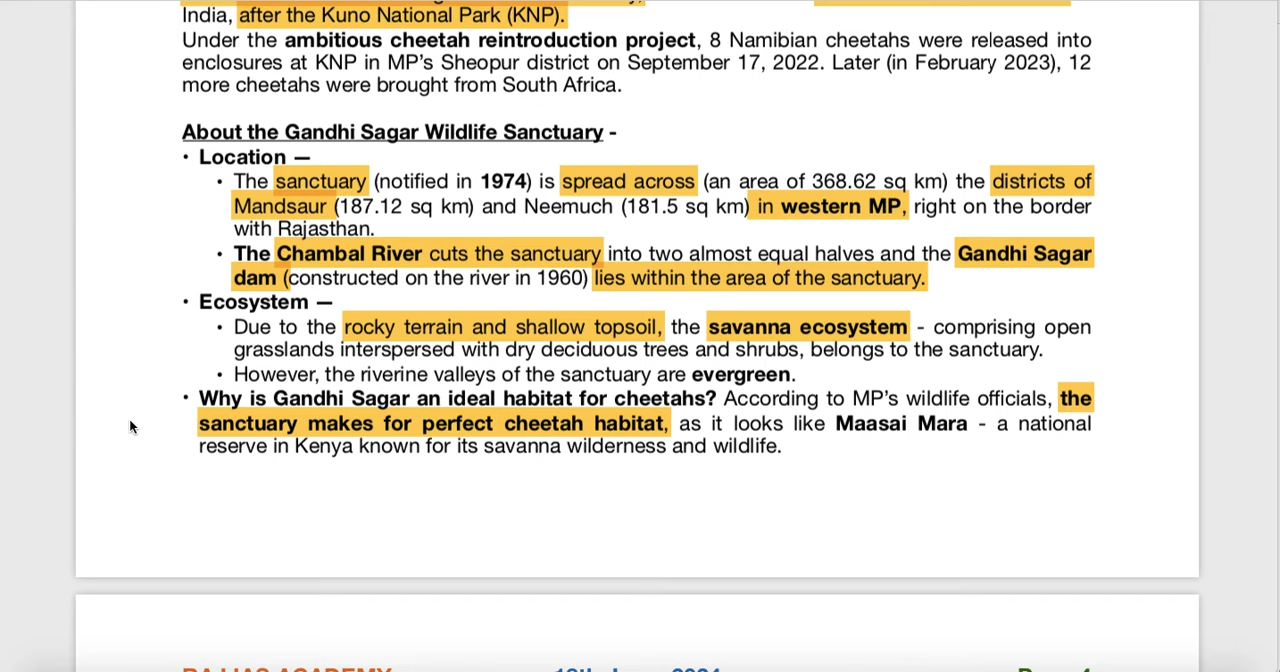 India, after the Kuno National Park (KNP).
Under the ambitious cheetah reintroduction project, 8 Namibian cheetahs were released into
enclosures at KNP in MP's Sheopur district on September 17, 2022. Later (in February 2023), 12
more cheetahs were brought from South Africa.
About the Gandhi Sagar Wildlife Sanctuary -
• Location —
• The sanctuary (notified in 1974) is spread across (an area of 368.62 sq km) the districts of
Mandsaur (187.12 sq km) and Neemuch (181.5 sq km) in western MP, right on the border
with Rajasthan.
• The Chambal River cuts the sanctuary into two almost equal halves and the Gandhi Sagar
dam (constructed on the river in 1960) lies within the area of the sanctuary.
• Ecosystem —
• Due to the rocky terrain and shallow topsoil, the savanna ecosystem - comprising open
grasslands interspersed with dry deciduous trees and shrubs, belongs to the sanctuary.
• However, the riverine valleys of the sanctuary are evergreen.
• Why is Gandhi Sagar an ideal habitat for cheetahs? According to MP's wildlife officials, the
sanctuary makes for perfect cheetah habitat, as it looks like Maasai Mara - a national
reserve in Kenya known for its savanna wilderness and wildlife.